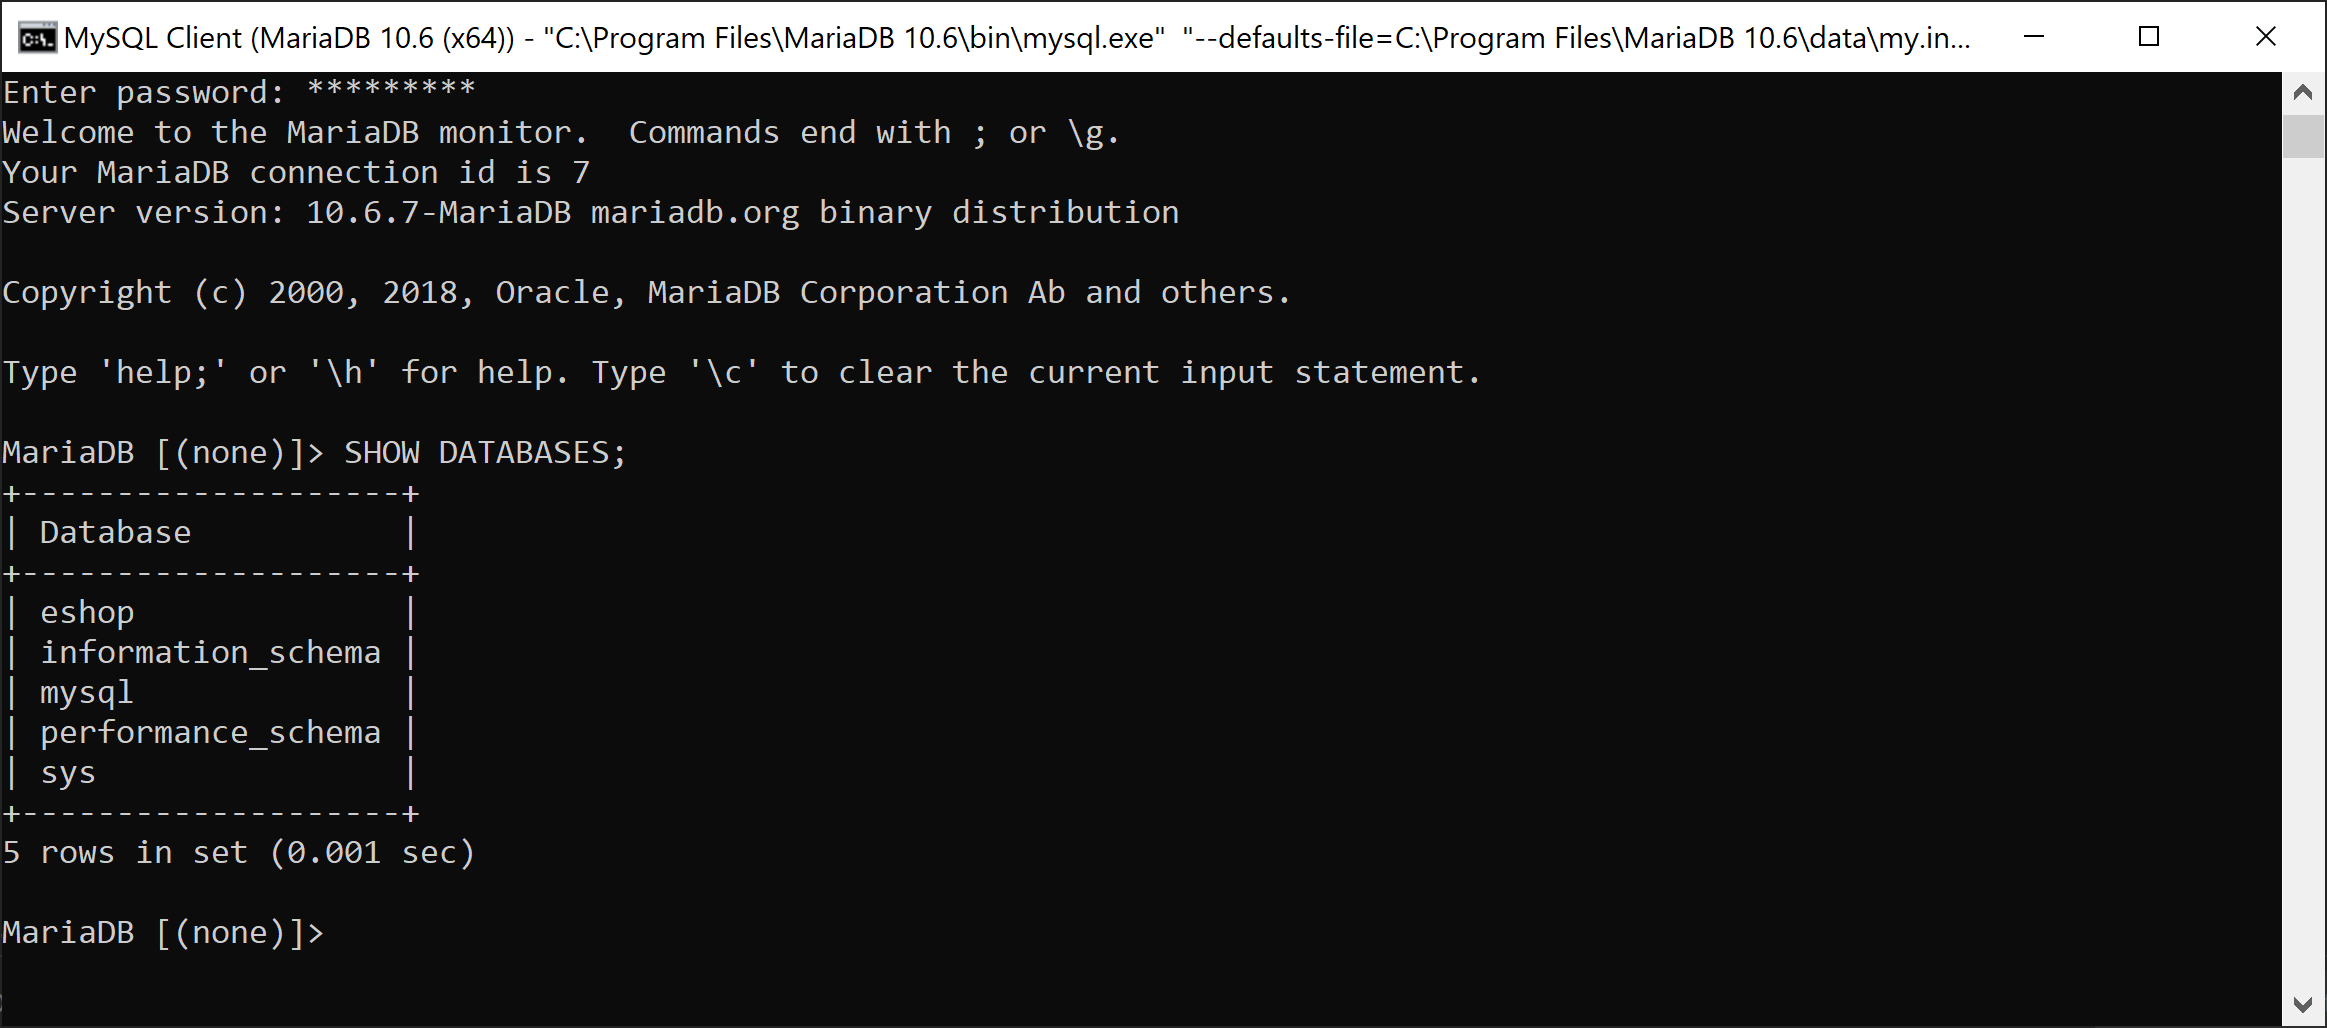 MySQL Client (MariaDB 10.6 (x64)) - "C:\Program Files\MariaDB 10.6\bin\mysql.exe"  "--defaults-file=C:\Program Files\MariaDB 10.6\data\my.in...
Enter password: *********
Welcome to the MariaDB monitor.  Commands end with ; or \g.
Your MariaDB connection id is 7
Server version: 10.6.7-MariaDB mariadb.org binary distribution

Copyright (c) 2000, 2018, Oracle, MariaDB Corporation Ab and others.

Type 'help;' or '\h' for help. Type '\c' to clear the current input statement.

MariaDB [(none)]> SHOW DATABASES;
+--------------------+
| Database           |
+--------------------+
| eshop              |
| information_schema |
| mysql              |
| performance_schema |
| sys                |
+--------------------+
5 rows in set (0.001 sec)

MariaDB [(none)]>